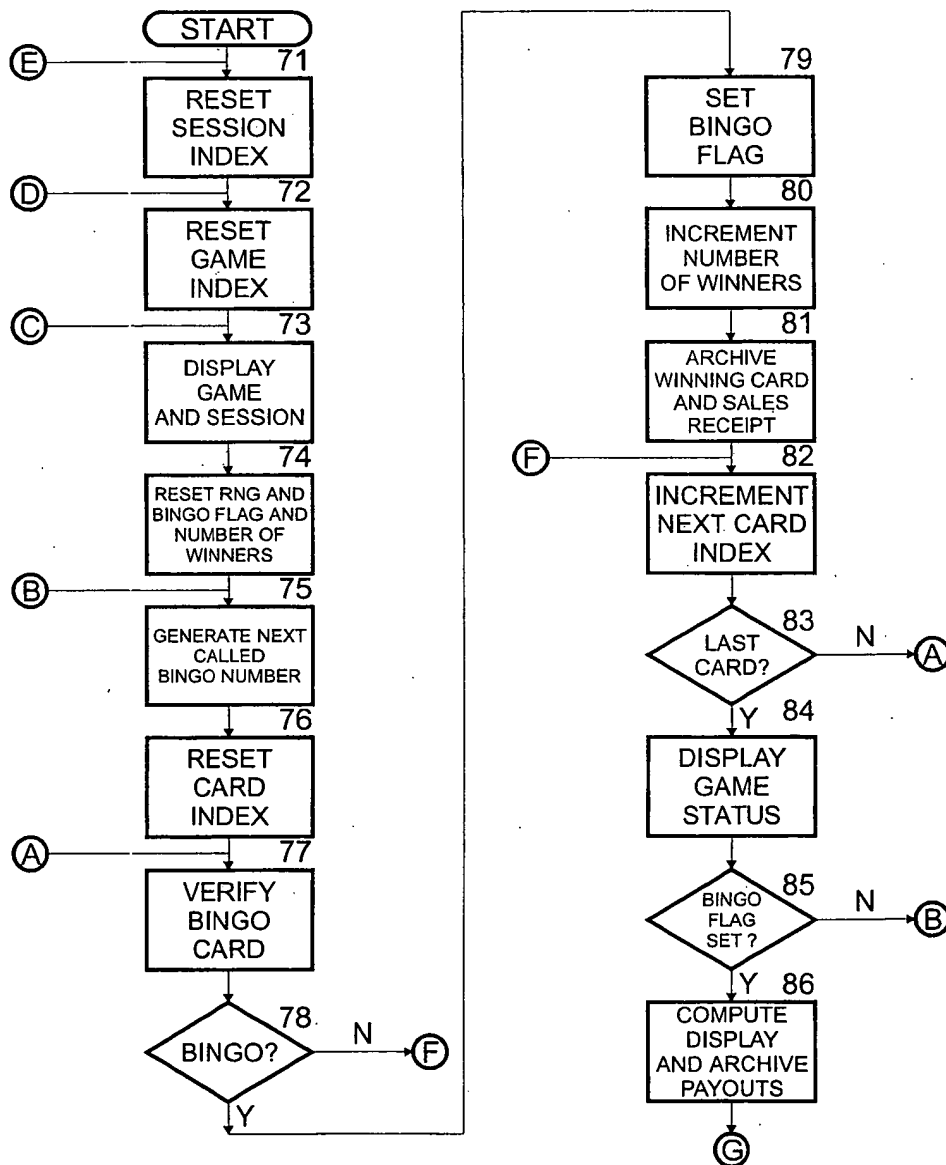 START
E
71
RESET
SESSION
INDEX
D
72
RESET
GAME
INDEX
C
73
DISPLAY
GAME
AND SESSION
74
RESET RNG AND
BINGO FLAG AND
NUMBER OF
WINNERS
B
75
GENERATE NEXT
CALLED
BINGO NUMBER
76
RESET
CARD
INDEX
A
77
VERIFY
BINGO
CARD
78
BINGO?
N
F
Y
79
SET
BINGO
FLAG
80
INCREMENT
NUMBER
OF WINNERS
81
ARCHIVE
WINNING CARD
AND SALES
RECEIPT
F
82
INCREMENT
NEXT CARD
INDEX
83
LAST
CARD?
N
A
Y
84
DISPLAY
GAME
STATUS
85
BINGO
FLAG
SET ?
N
B
Y
86
COMPUTE
DISPLAY
AND ARCHIVE
PAYOUTS
G